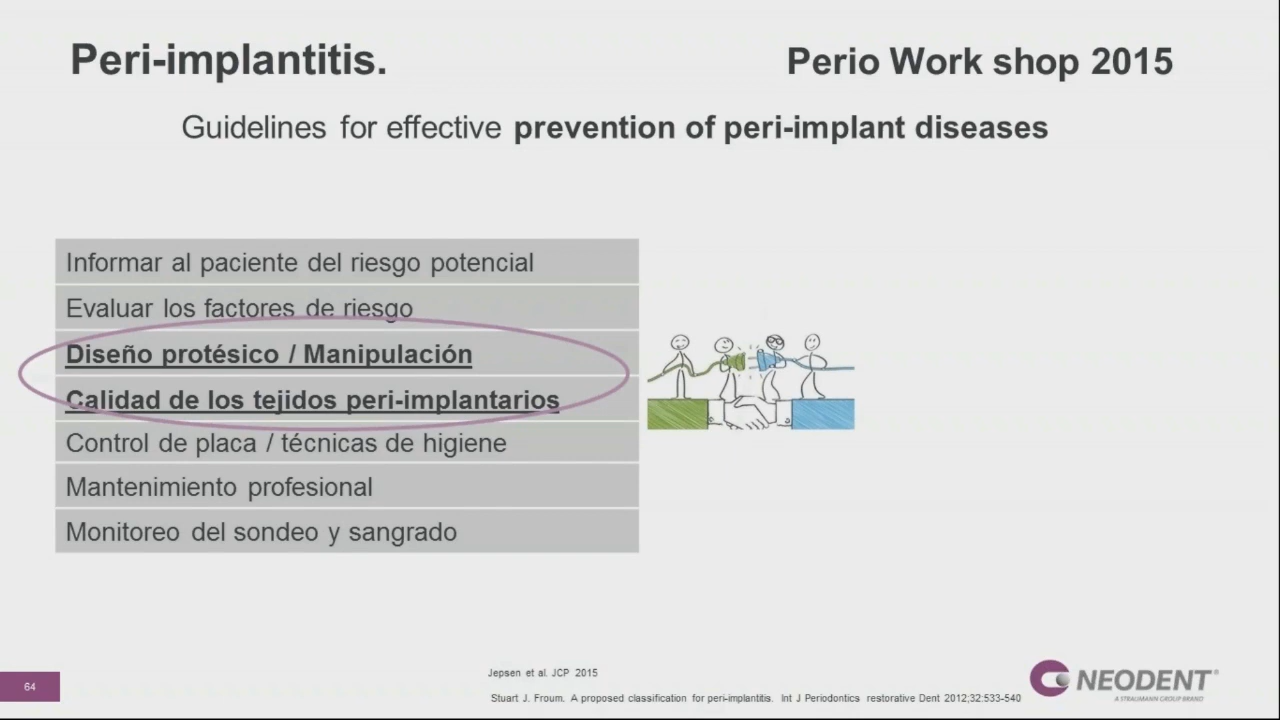 Peri-implantitis.
Perio Work shop 2015
Guidelines for effective prevention of peri-implant diseases
Informar al paciente del riesgo potencial
Evaluar los factores de riesgo
Diseño protésico / Manipulación
Calidad de los tejidos peri-implantarios
Control de placa / técnicas de higiene
Mantenimiento profesional
Monitoreo del sondeo y sangrado
Jepsen et al. JCP 2015
Stuart J. Froum. A proposed classification for peri-implantitis. Int J Periodontics restorative Dent 2012;32:533-540
64
NEODENT®
A STRAUMANN GROUP BRAND